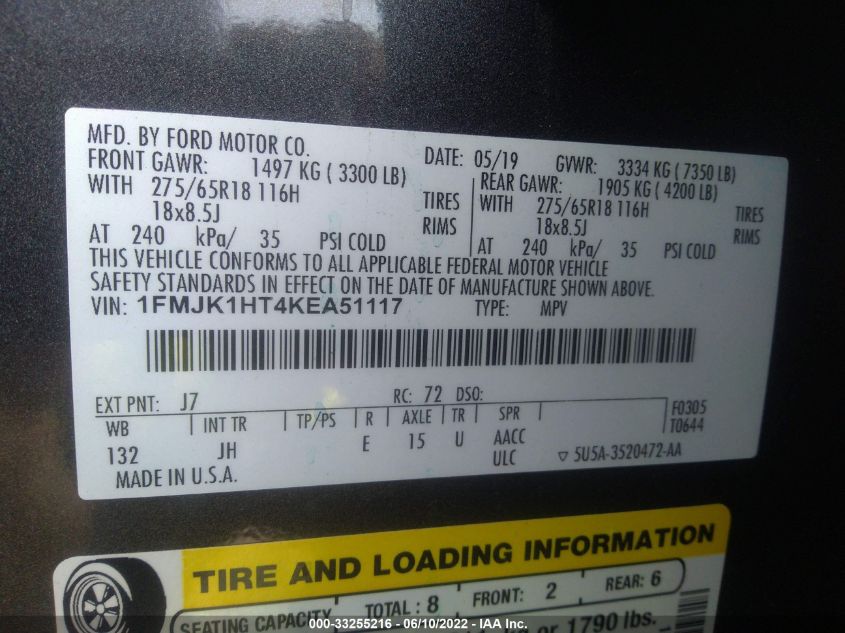 MFD. BY FORD MOTOR CO.
DATE: 05/19 GVWR: 3334 KG ( 7350 LB)
FRONT GAWR: 1497 KG ( 3300 LB) REAR GAWR: 1905 KG ( 4200 LB)
WITH 275/65R18 116H TIRES WITH 275/65R18 116H TIRES
18x8.5J RIMS 18x8.5J RIMS
AT 240 kPa/ 35 PSI COLD AT 240 kPa/ 35 PSI COLD
THIS VEHICLE CONFORMS TO ALL APPLICABLE FEDERAL MOTOR VEHICLE
SAFETY STANDARDS IN EFFECT ON THE DATE OF MANUFACTURE SHOWN ABOVE.
VIN: 1FMJK1HT4KEA51117 TYPE: MPV
EXT PNT: J7 RC: 72 DSO:
WB INT TR TP/PS R AXLE TR SPR F0305
T0644
132 JH E 15 U AACC
ULC ▽ 5U5A-3520472-AA
MADE IN U.S.A.
TIRE AND LOADING INFORMATION
SEATING CAPACITY TOTAL : 8 FRONT: 2 REAR: 6
kg or 1790 lbs.
000-33255216 - 06/10/2022 - IAA Inc.